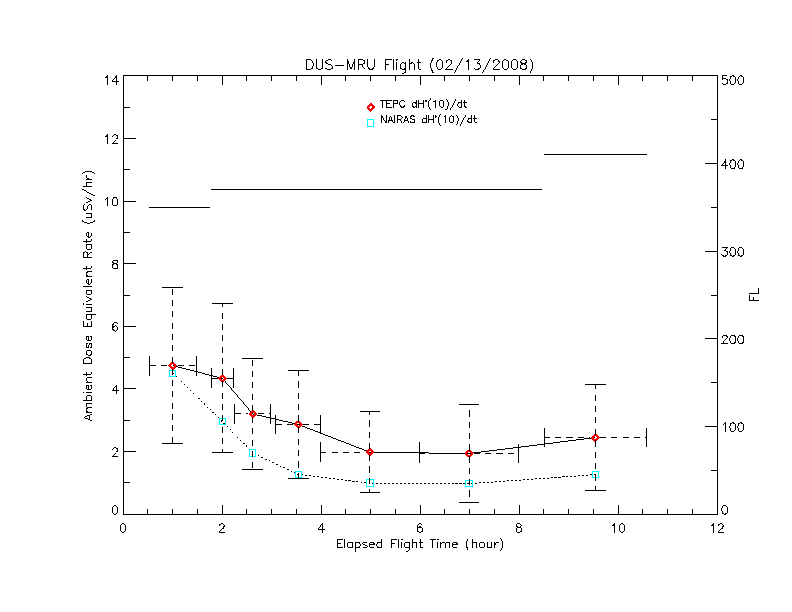 DUS-MRU Flight (02/13/2008)
TEPC dH*(10)/dt
NAIRAS dH*(10)/dt
Ambient Dose Equivalent Rate (uSv/hr)
14
12
10
8
6
4
2
0
500
400
300
200
100
0
FL
0 2 4 6 8 10 12
Elapsed Flight Time (hour)